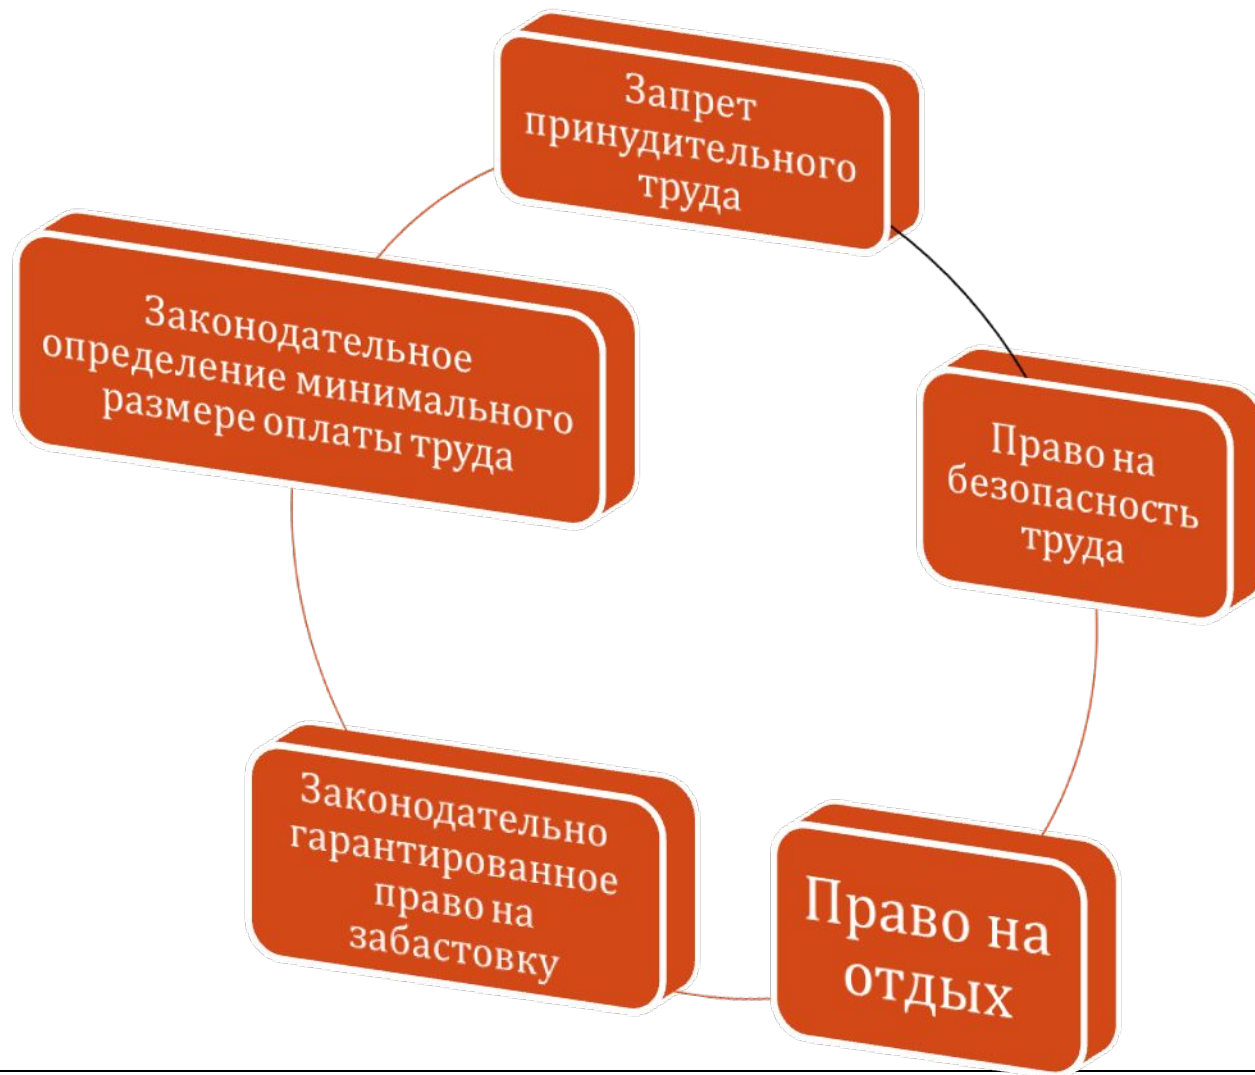 Запрет
принудительного
труда
Законодательное
определение минимального
размере оплаты труда
Право на
безопасность
труда
Законодательно
гарантированное
право на
забастовку
Право на
отдых